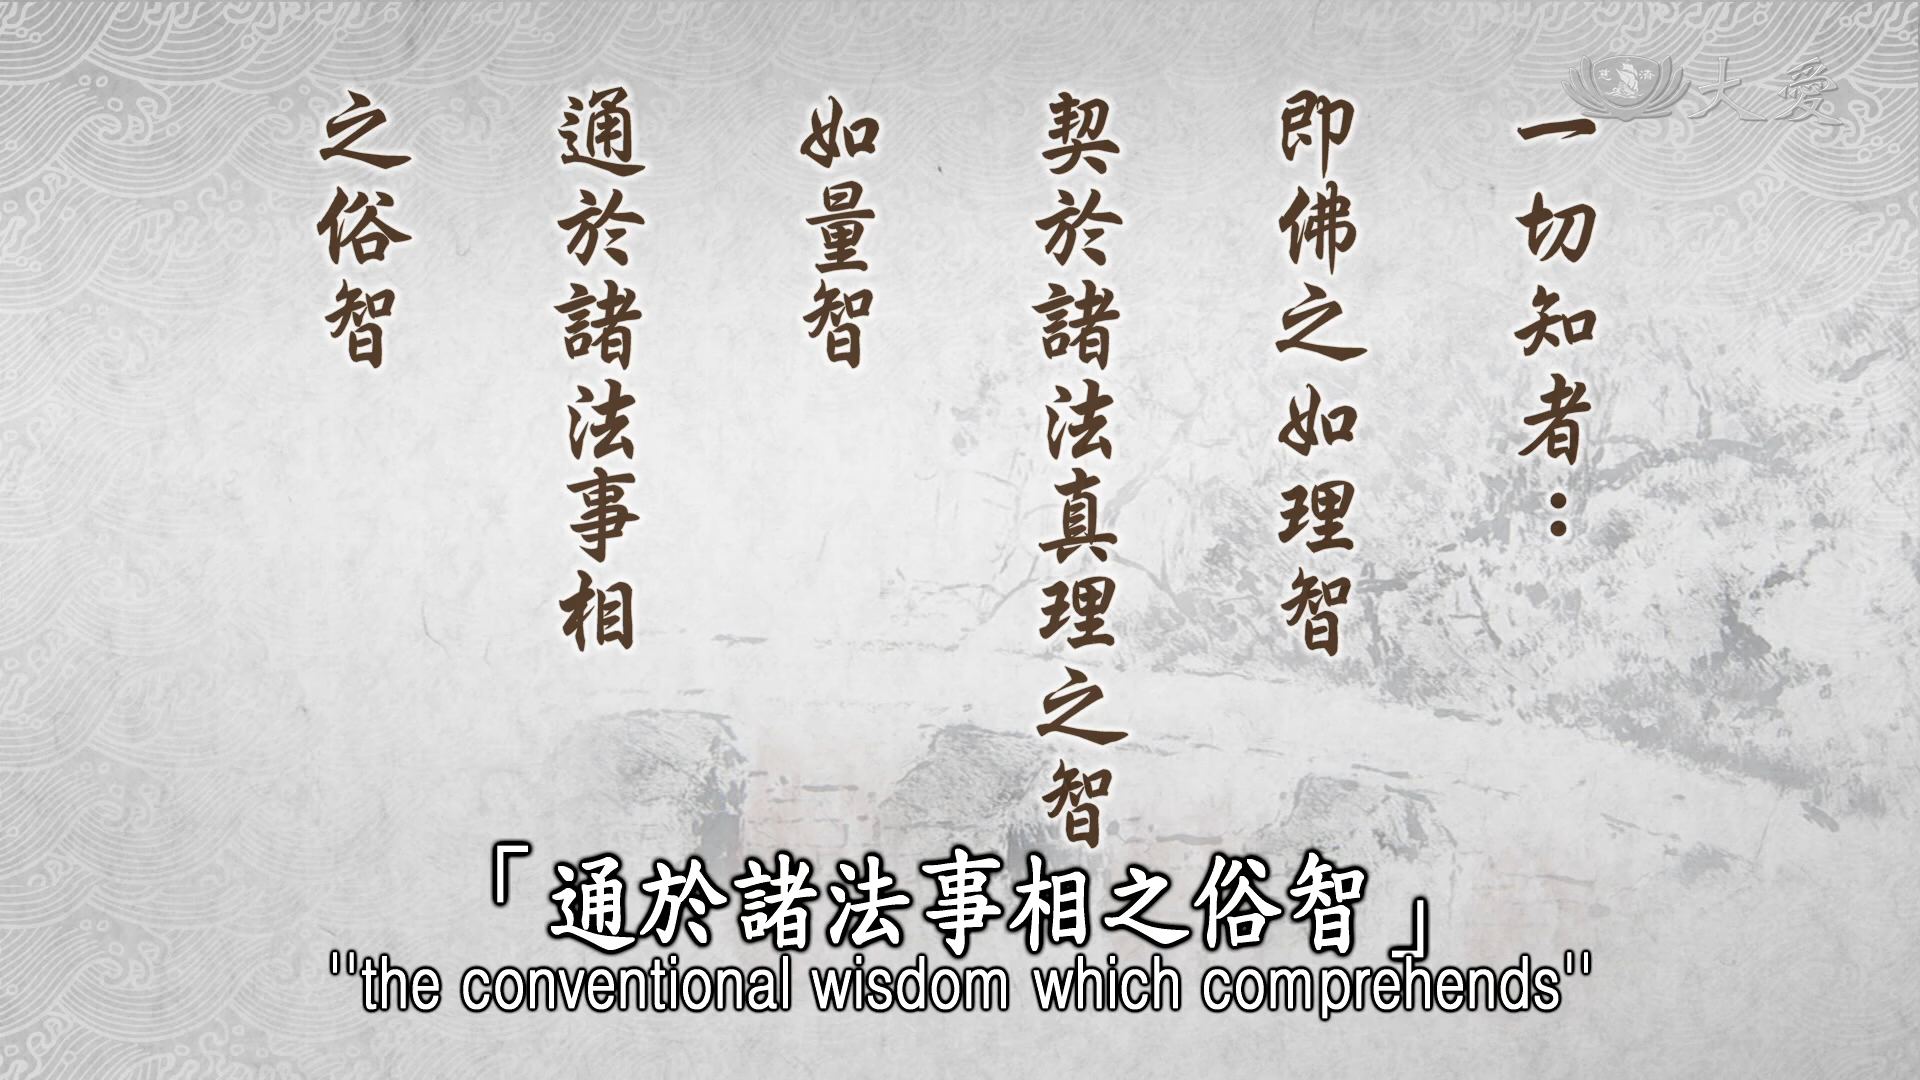 一切知者：
即佛之如理智
契於諸法真理之智
如量智
通於諸法事相
之俗智
慈濟
大愛
「通於諸法事相之俗智」
"the conventional wisdom which comprehends"